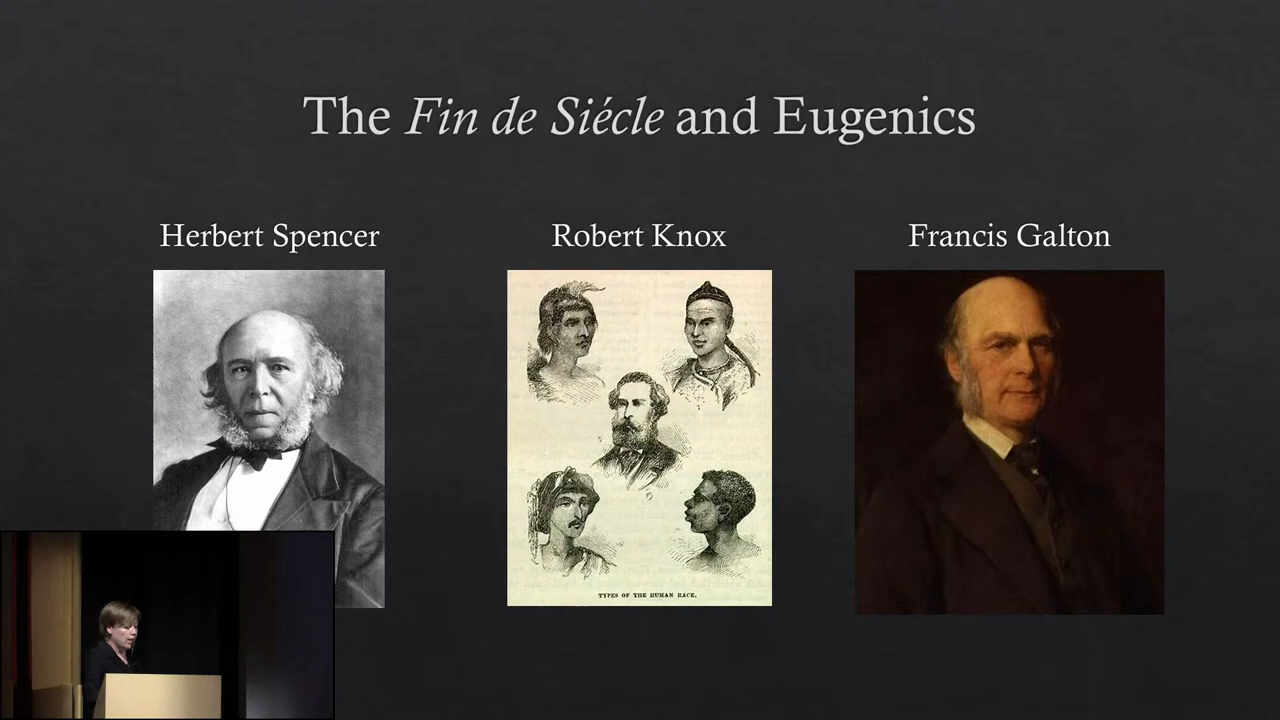 The Fin de Siécle and Eugenics
Herbert Spencer
Robert Knox
Francis Galton
TYPES OF THE HUMAN RACE.